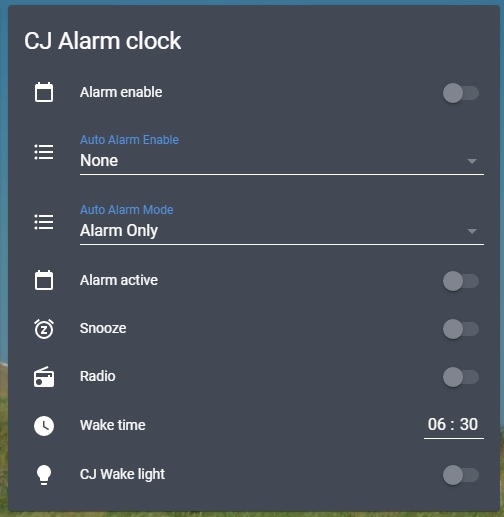 CJ Alarm clock
Alarm enable
Auto Alarm Enable
None
Auto Alarm Mode
Alarm Only
Alarm active
Snooze
Radio
Wake time 06 : 30
CJ Wake light